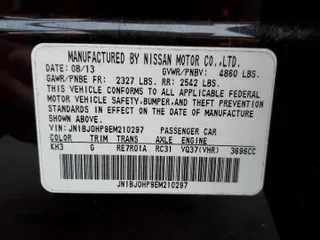 MANUFACTURED BY NISSAN MOTOR CO.,LTD.
DATE: 08/13 GVWR/PNBV: 4860 LBS.
GAWR/PNBE FR: 2327 LBS. RR: 2542 LBS.
THIS VEHICLE CONFORMS TO ALL APPLICABLE FEDERAL
MOTOR VEHICLE SAFETY, BUMPER, AND THEFT PREVENTION
STANDARDS IN EFFECT ON THE DATE OF MANUFACTURE
SHOWN ABOVE.
VIN: JN1BJ0HP9EM210297 PASSENGER CAR
COLOR TRIM TRANS AXLE ENGINE
KH3 G RE7R01A RC31 VQ37(VHR) 3696CC
JN1BJ0HP9EM210297